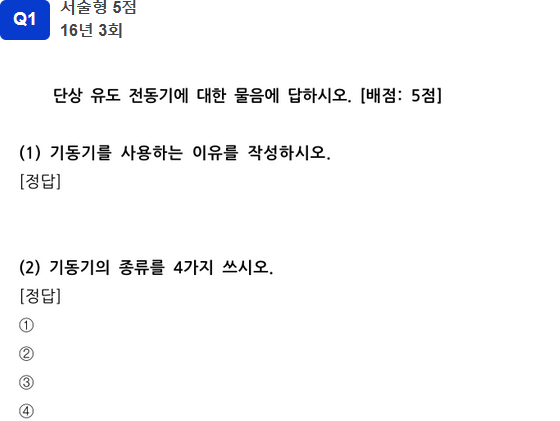 Q1
서술형 5점
16년 3회
단상 유도 전동기에 대한 물음에 답하시오. [배점: 5점]
(1) 기동기를 사용하는 이유를 작성하시오.
[정답]
(2) 기동기의 종류를 4가지 쓰시오.
[정답]
①
②
③
④